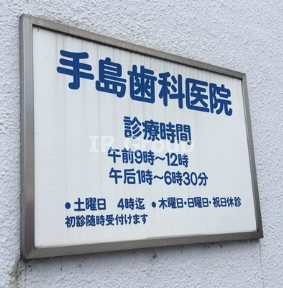 手島歯科医院
診療時間
午前9時〜12時
午后1時〜6時30分
●土曜日 4時迄 ●木曜日・日曜日・祝日休診
初診随時受付けます